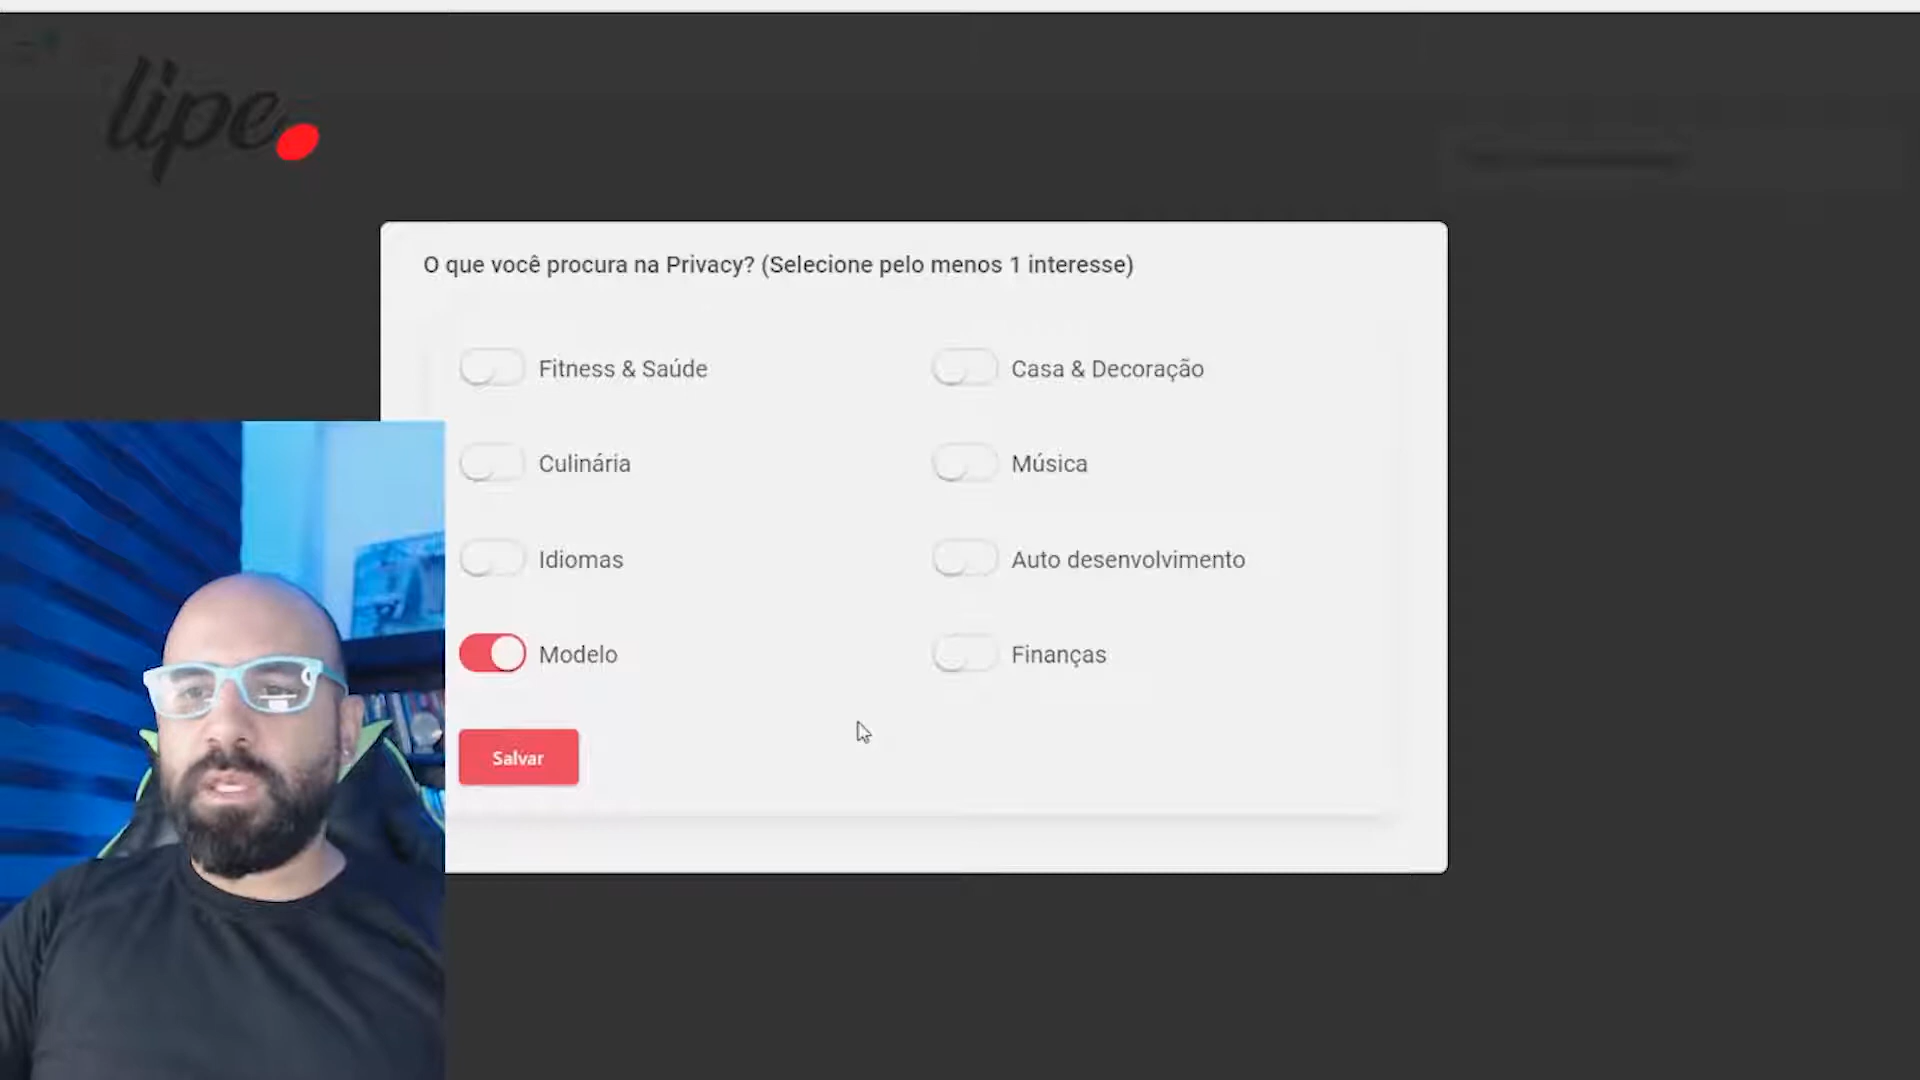 lipe
O que você procura na Privacy? (Selecione pelo menos 1 interesse)
Fitness & Saúde
Casa & Decoração
Culinária
Música
Idiomas
Auto desenvolvimento
Modelo
Finanças
Salvar